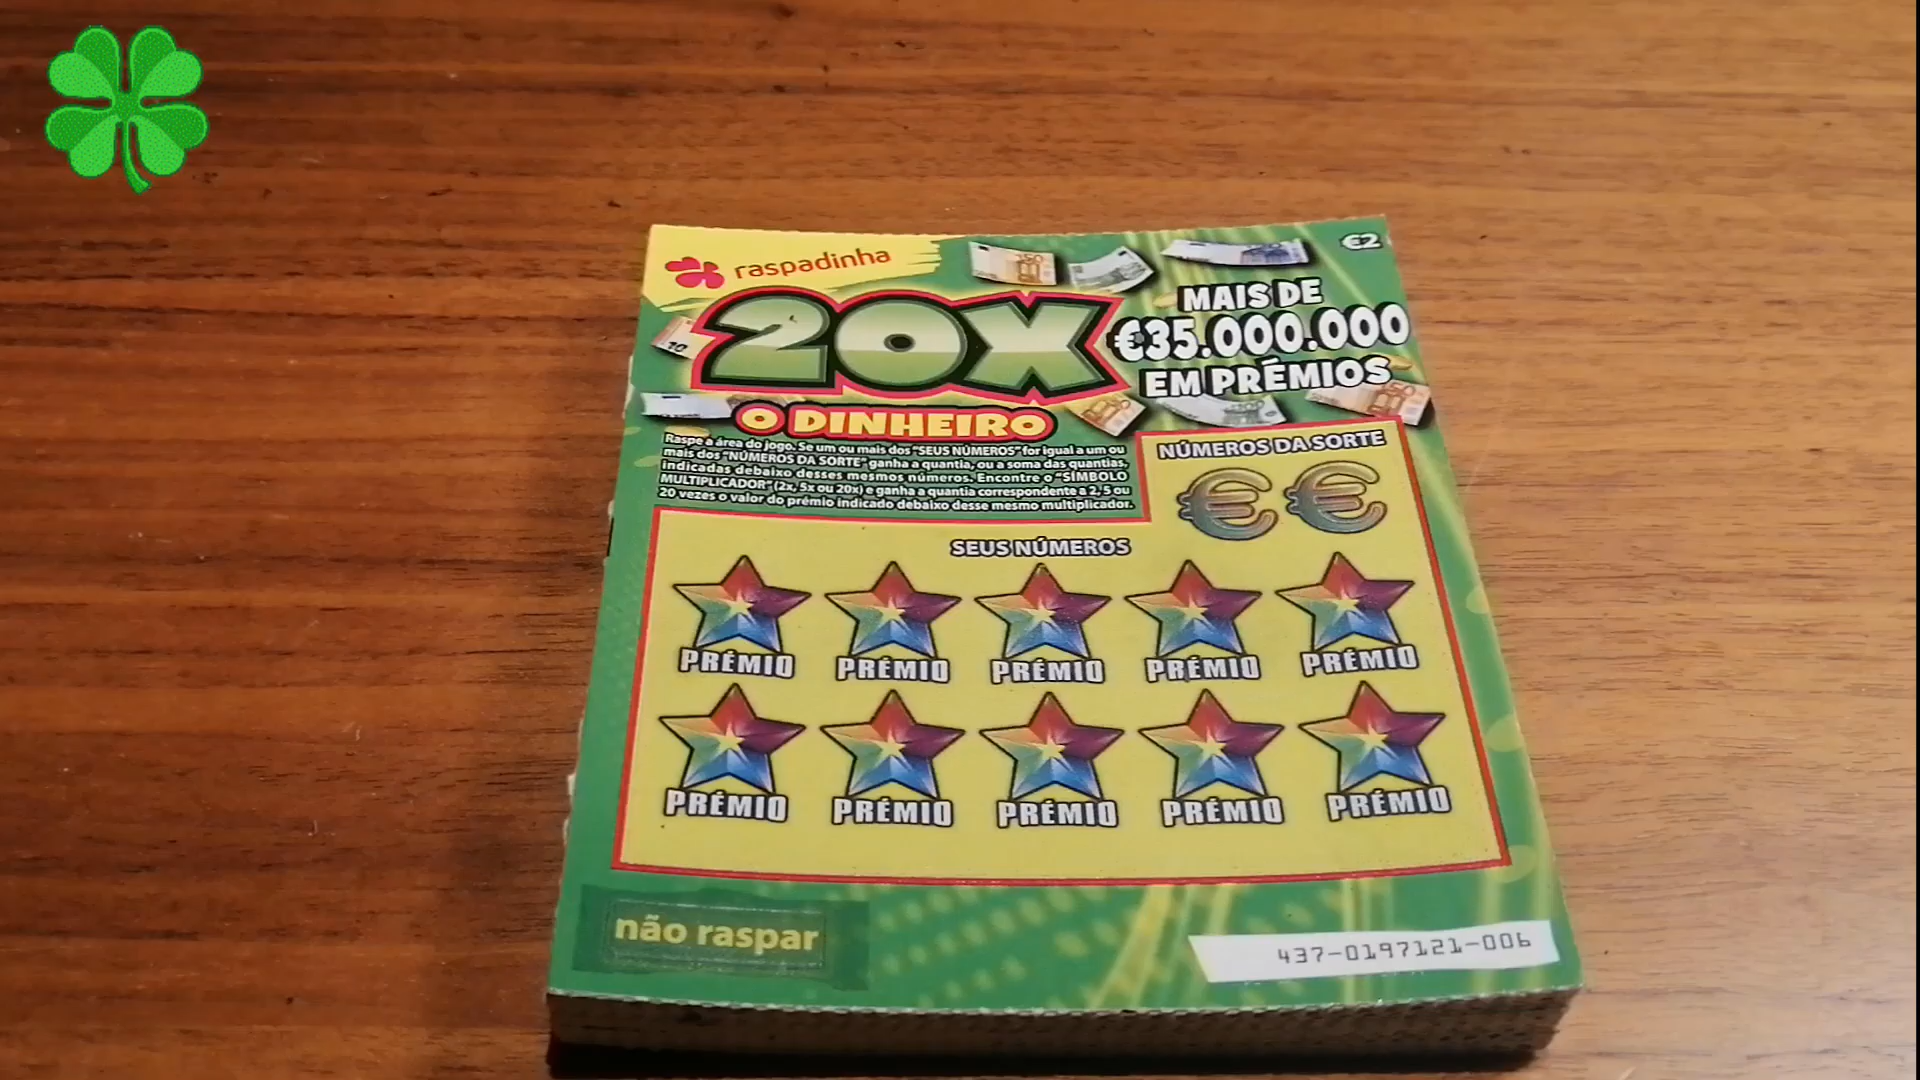 raspadinha
€2
20X
O DINHEIRO
MAIS DE
€35.000.000
EM PRÉMIOS
Raspe a área do jogo. Se um ou mais dos "SEUS NÚMEROS" for igual a um ou
mais dos "NÚMEROS DA SORTE" ganha a quantia, ou a soma das quantias,
indicadas debaixo desses mesmos números. Encontre o "SÍMBOLO
MULTIPLICADOR" (2x, 5x ou 20x) e ganha a quantia correspondente a 2, 5 ou
20 vezes o valor do prémio indicado debaixo desse mesmo multiplicador.
NÚMEROS DA SORTE
€ €
SEUS NÚMEROS
PRÉMIO PRÉMIO PRÉMIO PRÉMIO PRÉMIO
PRÉMIO PRÉMIO PRÉMIO PRÉMIO PRÉMIO
não raspar
437-0197121-006